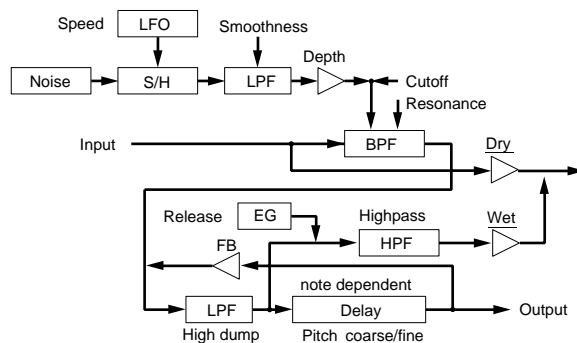 Speed
LFO
Smoothness
Depth
Noise
S/H
LPF
Cutoff
Resonance
Input
BPF
Dry
Release
EG
Highpass
Wet
HPF
FB
note dependent
LPF
Delay
Output
High dump
Pitch coarse/fine